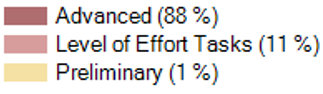 Advanced (88 %)
Level of Effort Tasks (11 %)
Preliminary (1 %)